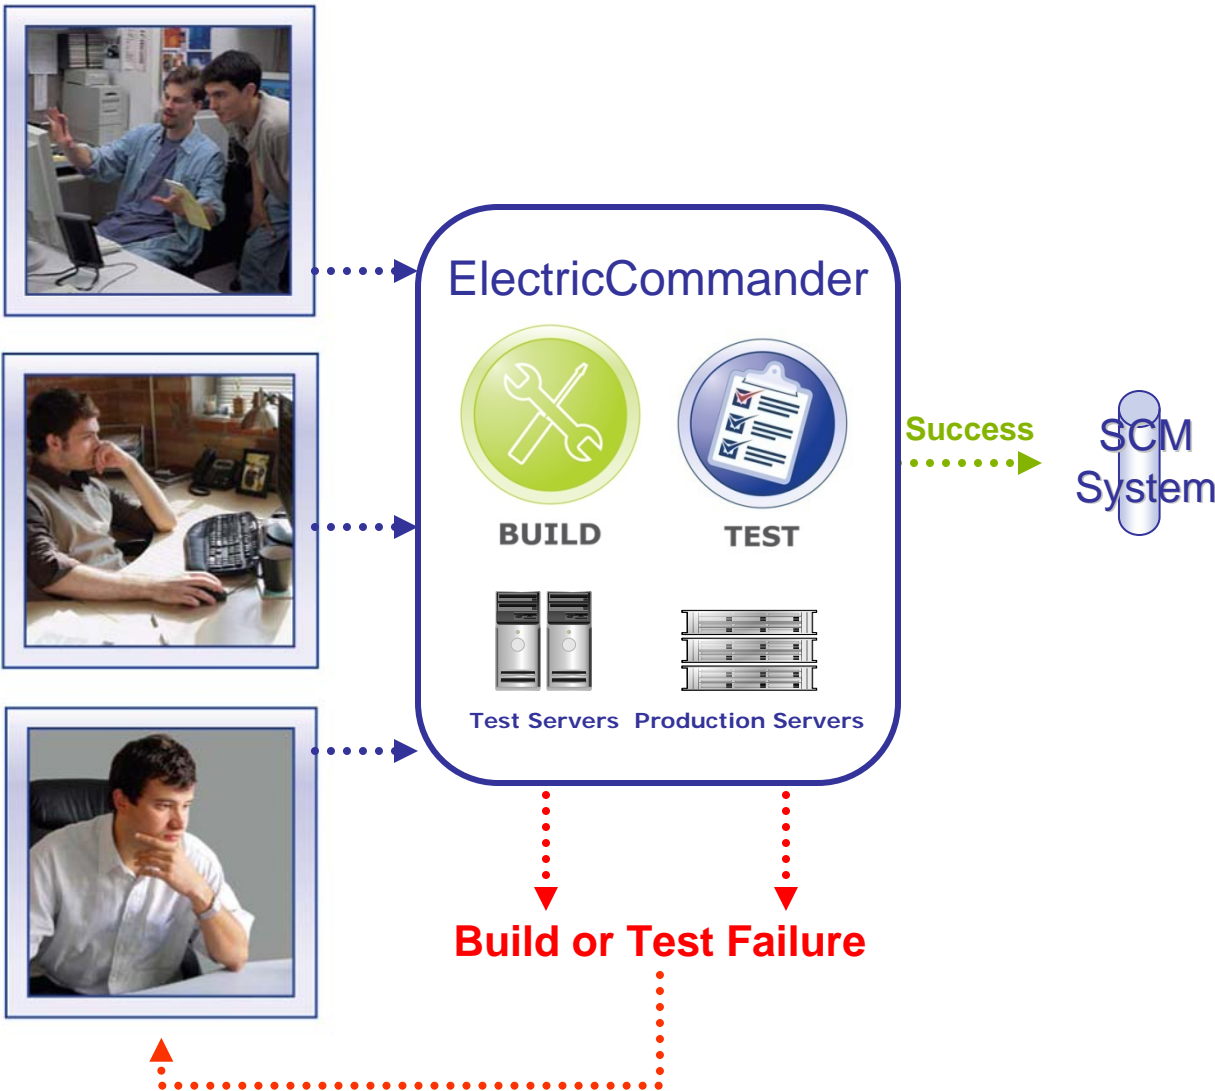 ElectricCommander
BUILD
TEST
Test Servers
Production Servers
Success
SCM
System
Build or Test Failure